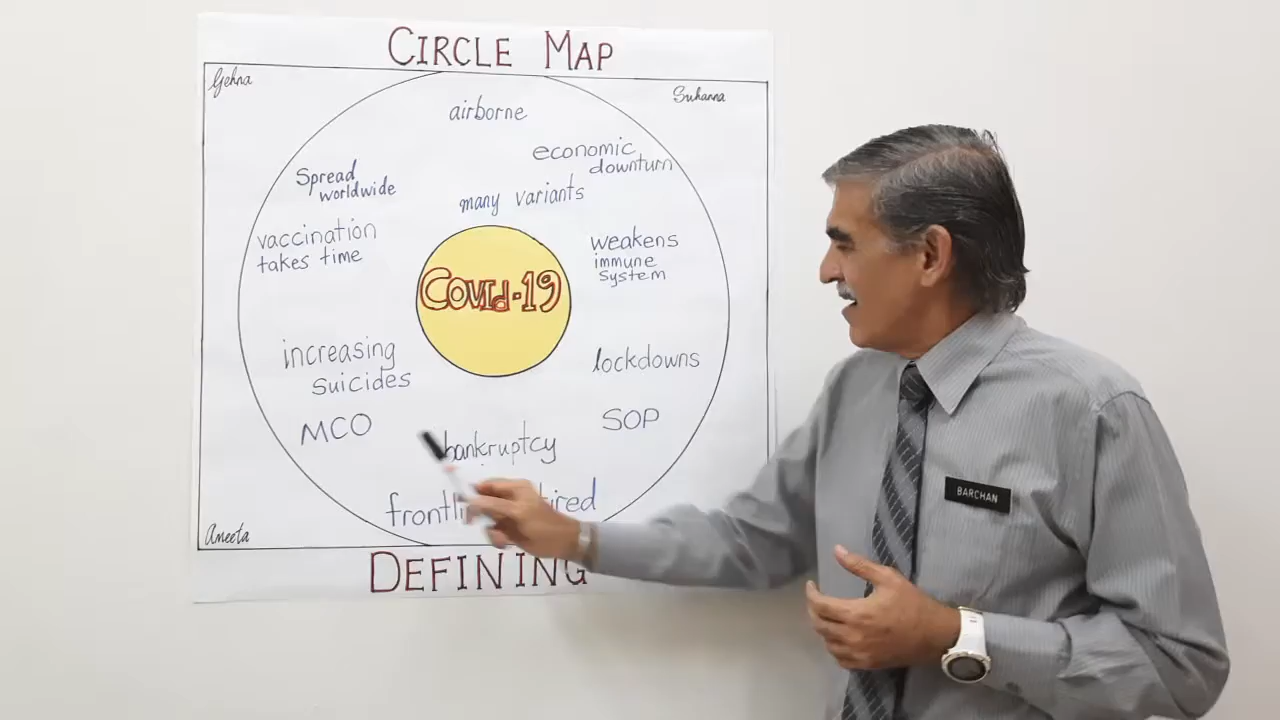 CIRCLE MAP
Gehna
Suhanna
airborne
economic
downturn
Spread
worldwide
many variants
vaccination
takes time
weakens
immune
system
COVId-19
increasing
suicides
lockdowns
MCO
SOP
bankruptcy
tired
Aneeta
DEFINING
BARCHAN